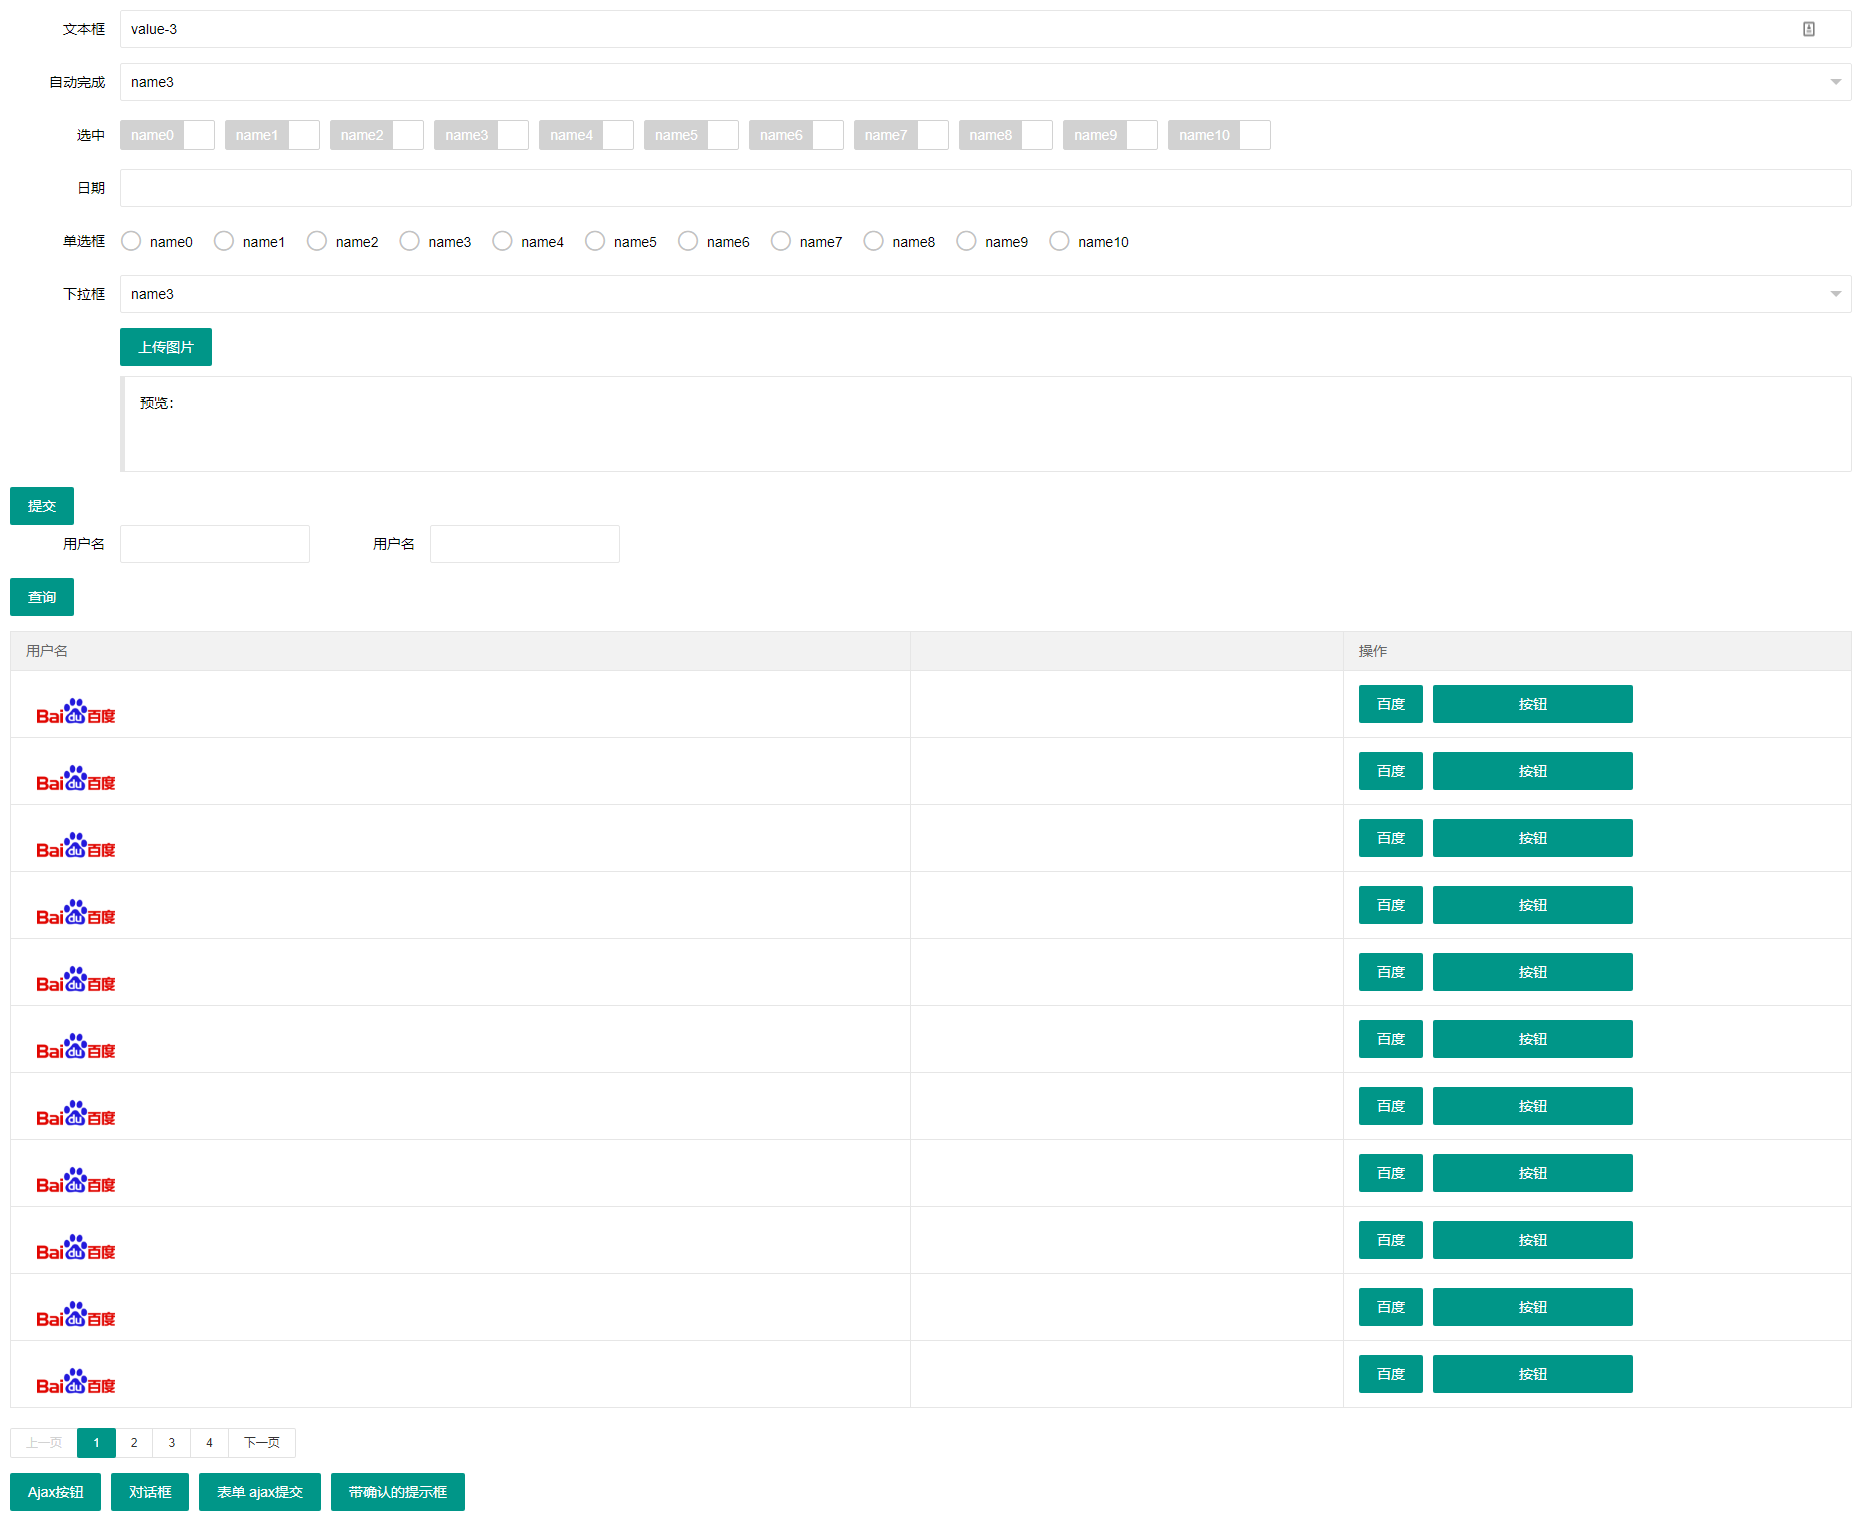 文本框 value-3
自动完成 name3
选中 name0 name1 name2 name3 name4 name5 name6 name7 name8 name9 name10
日期
单选框 name0 name1 name2 name3 name4 name5 name6 name7 name8 name9 name10
下拉框 name3
上传图片
预览：
提交
用户名 用户名
查询
用户名 操作
Bai du 百度 百度 按钮
Bai du 百度 百度 按钮
Bai du 百度 百度 按钮
Bai du 百度 百度 按钮
Bai du 百度 百度 按钮
Bai du 百度 百度 按钮
Bai du 百度 百度 按钮
Bai du 百度 百度 按钮
Bai du 百度 百度 按钮
Bai du 百度 百度 按钮
Bai du 百度 百度 按钮
上一页 1 2 3 4 下一页
Ajax按钮 对话框 表单 ajax提交 带确认的提示框